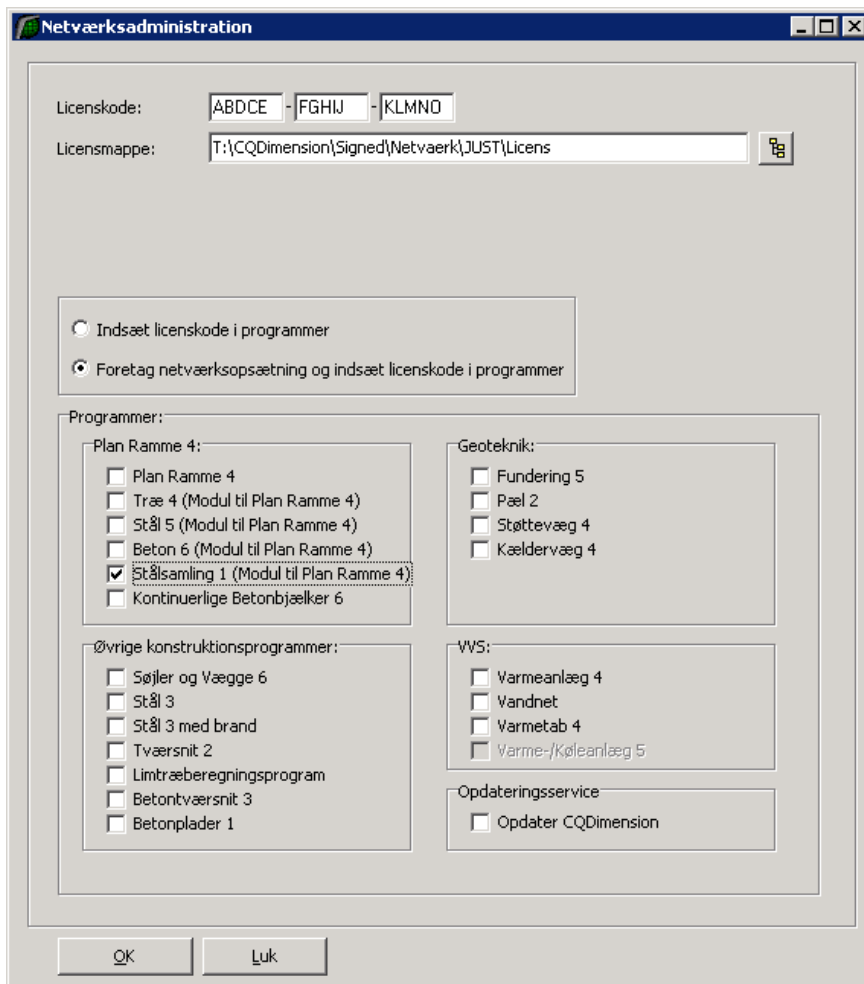 Netværksadministration
Licenskode: ABDCE - FGHIJ - KLMNO
Licensmappe: T:\CQDimension\Signed\Netvaerk\JUST\Licens
Indsæt licenskode i programmer
Foretag netværksopsætning og indsæt licenskode i programmer
Programmer:
Plan Ramme 4:
Plan Ramme 4
Træ 4 (Modul til Plan Ramme 4)
Stål 5 (Modul til Plan Ramme 4)
Beton 6 (Modul til Plan Ramme 4)
Stålsamling 1 (Modul til Plan Ramme 4)
Kontinuerlige Betonbjælker 6
Geoteknik:
Fundering 5
Pæl 2
Støttevæg 4
Kældervæg 4
Øvrige konstruktionsprogrammer:
Søjler og Vægge 6
Stål 3
Stål 3 med brand
Tværsnit 2
Limtræberegningsprogram
Betontværsnit 3
Betonplader 1
VVS:
Varmeanlæg 4
Vandnet
Varmetab 4
Varme-/Køleanlæg 5
Opdateringsservice
Opdater CQDimension
OK Luk